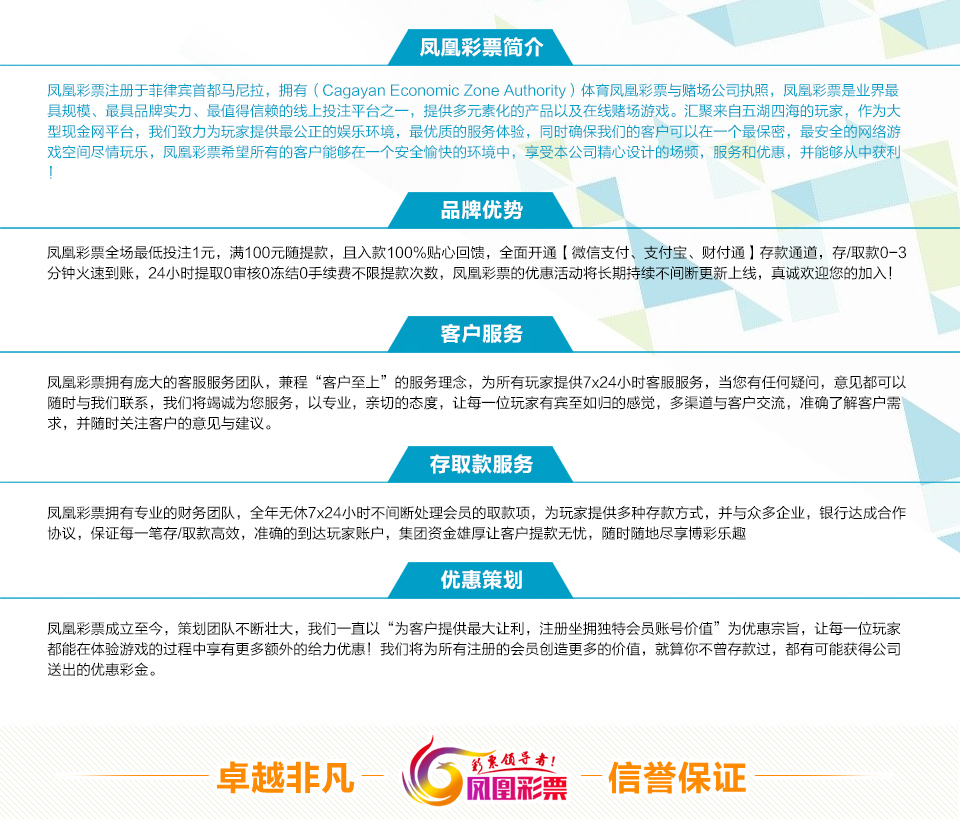 凤凰彩票简介
凤凰彩票注册于菲律宾首都马尼拉，拥有（Cagayan Economic Zone Authority）体育凤凰彩票与赌场公司执照，凤凰彩票是业界最
具规模、最具品牌实力、最值得信赖的线上投注平台之一，提供多元素化的产品以及在线赌场游戏。汇聚来自五湖四海的玩家，作为大
型现金网平台，我们致力为玩家提供最公正的娱乐环境，最优质的服务体验，同时确保我们的客户可以在一个最保密，最安全的网络游
戏空间尽情玩乐，凤凰彩票希望所有的客户能够在一个安全愉快的环境中，享受本公司精心设计的场频，服务和优惠，并能够从中获利
！
品牌优势
凤凰彩票全场最低投注1元，满100元随提款，且入款100%贴心回馈，全面开通【微信支付、支付宝、财付通】存款通道，存/取款0-3
分钟火速到账，24小时提取0审核0冻结0手续费不限提款次数，凤凰彩票的优惠活动将长期持续不间断更新上线，真诚欢迎您的加入！
客户服务
凤凰彩票拥有庞大的客服服务团队，兼程“客户至上”的服务理念，为所有玩家提供7x24小时客服服务，当您有任何疑问，意见都可以
随时与我们联系，我们将竭诚为您服务，以专业，亲切的态度，让每一位玩家有宾至如归的感觉，多渠道与客户交流，准确了解客户需
求，并随时关注客户的意见与建议。
存取款服务
凤凰彩票拥有专业的财务团队，全年无休7x24小时不间断处理会员的取款项，为玩家提供多种存款方式，并与众多企业，银行达成合作
协议，保证每一笔存/取款高效，准确的到达玩家账户，集团资金雄厚让客户提款无忧，随时随地尽享博彩乐趣
优惠策划
凤凰彩票成立至今，策划团队不断壮大，我们一直以“为客户提供最大让利，注册坐拥独特会员账号价值”为优惠宗旨，让每一位玩家
都能在体验游戏的过程中享有更多额外的给力优惠！我们将为所有注册的会员创造更多的价值，就算你不曾存款过，都有可能获得公司
送出的优惠彩金。
卓越非凡
彩票领导者！
凤凰彩票
信誉保证